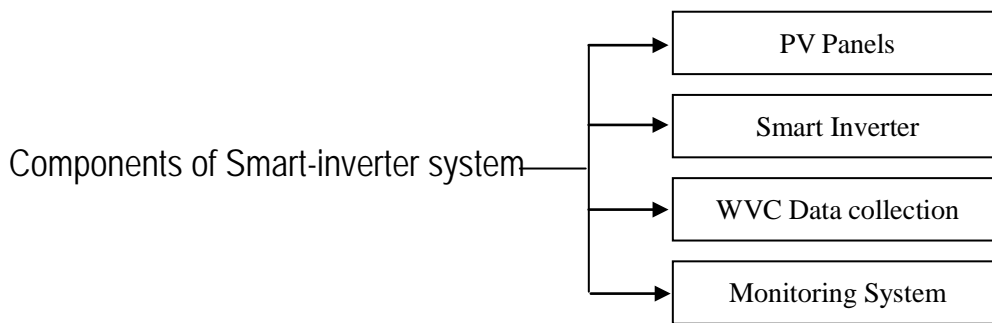 Components of Smart-inverter system
PV Panels
Smart Inverter
WVC Data collection
Monitoring System